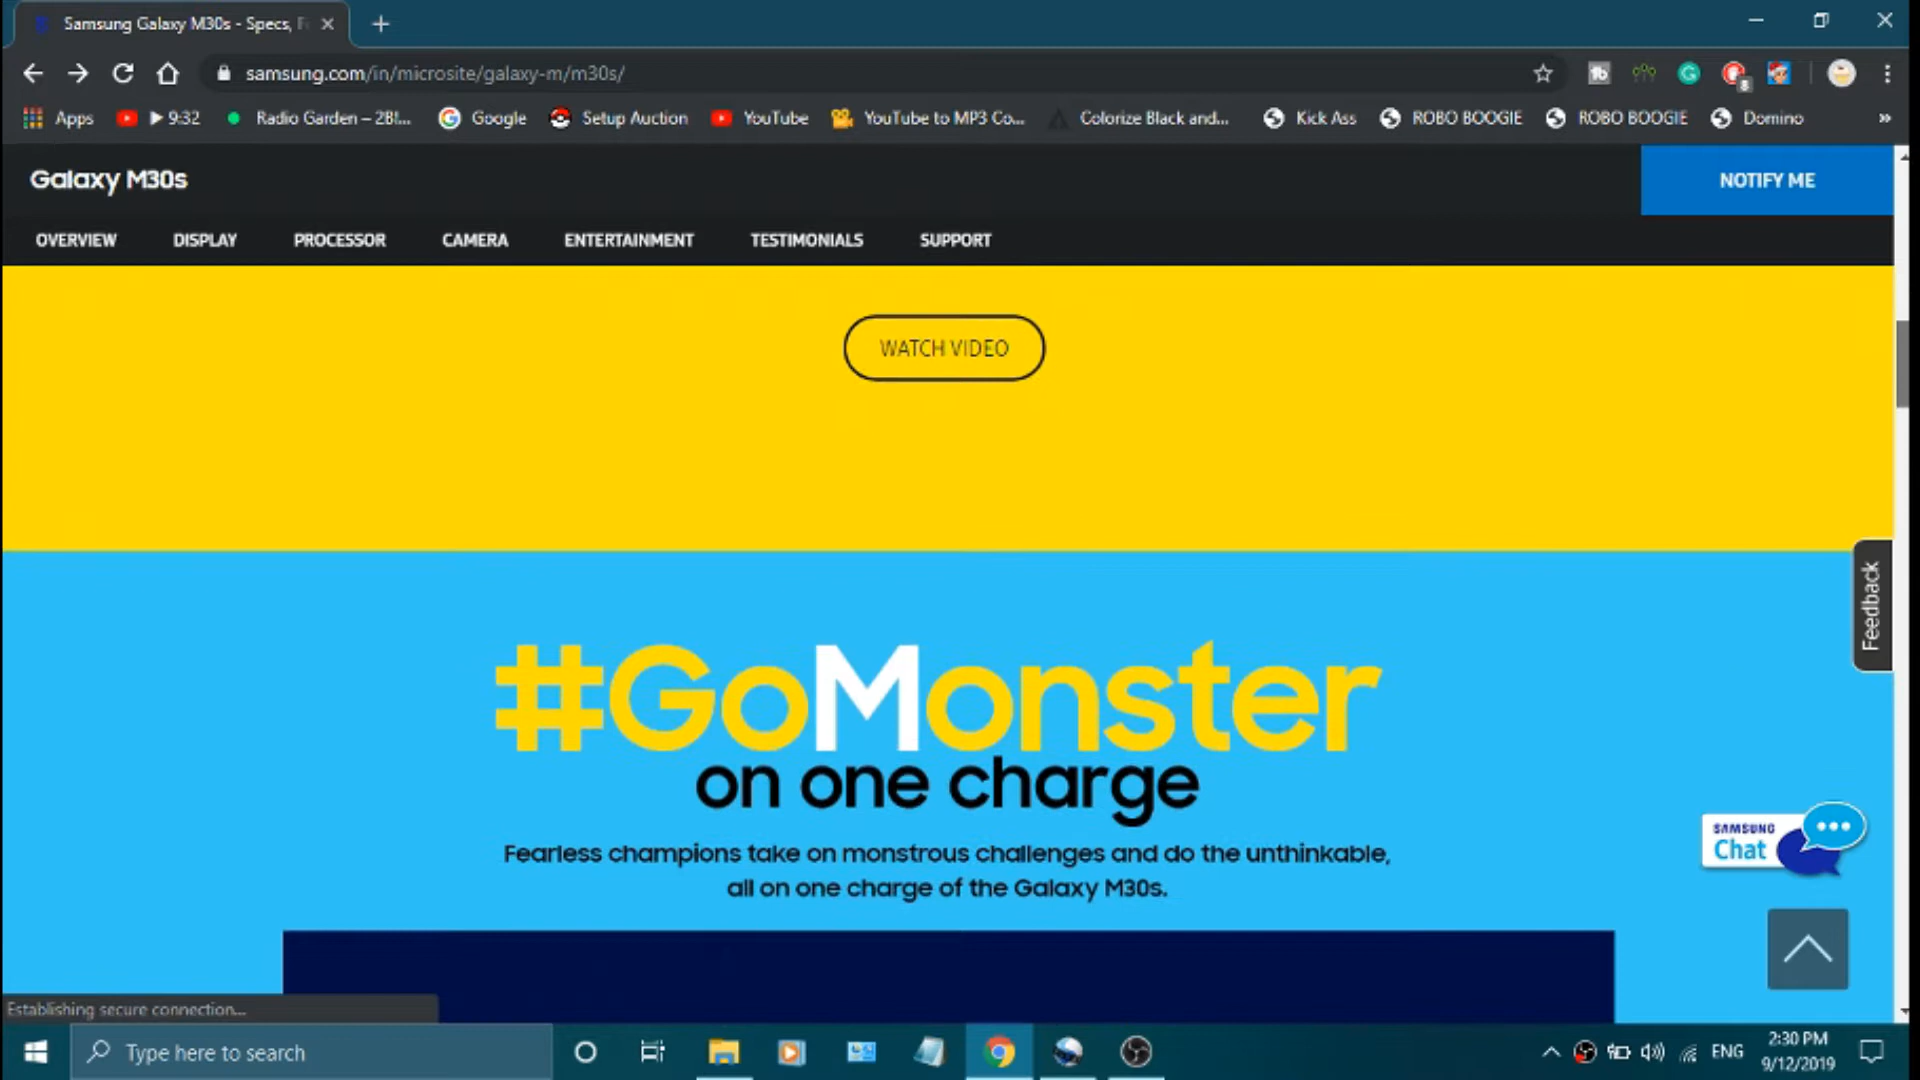 Samsung Galaxy M30s - Specs, F
samsung.com/in/microsite/galaxy-m/m30s/
Apps
9:32
Radio Garden – 2B!...
Google
Setup Auction
YouTube
YouTube to MP3 Co...
Colorize Black and...
Kick Ass
ROBO BOOGIE
ROBO BOOGIE
Domino
»
Galaxy M30s
NOTIFY ME
OVERVIEW
DISPLAY
PROCESSOR
CAMERA
ENTERTAINMENT
TESTIMONIALS
SUPPORT
WATCH VIDEO
Feedback
#GoMonster
on one charge
Fearless champions take on monstrous challenges and do the unthinkable,
all on one charge of the Galaxy M30s.
SAMSUNG
Chat
Establishing secure connection...
Type here to search
ENG
2:30 PM
9/12/2019